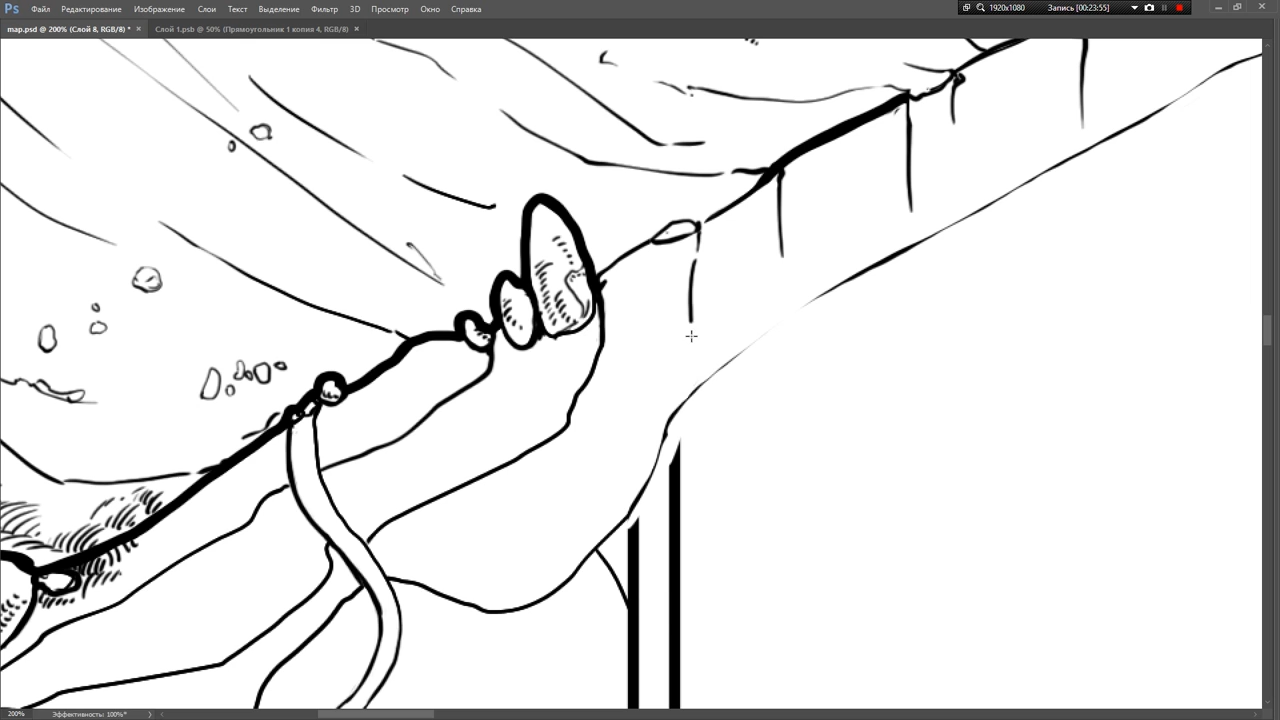 Ps Файл Редактирование Изображение Слои Текст Выделение Фильтр 3D Просмотр Окно Справка 1920x1080 Запись [00:23:55]
map.psd @ 200% (Слой 8, RGB/8) * × Слой 1.psb @ 50% (Прямоугольник 1 копия 4, RGB/8) ×
200% Эффективность: 100%*